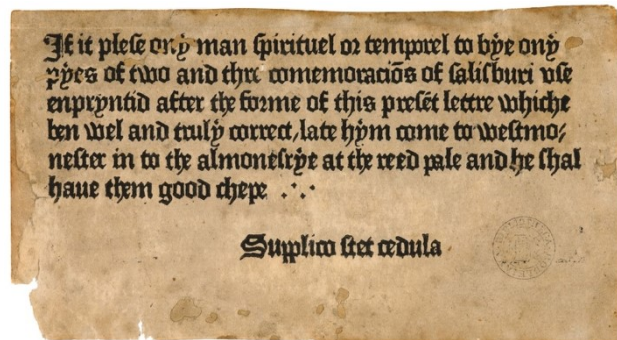 If it plese ony man spirituel or temporel to bye ony
pyes of two and thre comemoraciōs of salisburi vse
enpryntid after the forme of this presēt lettre whiche
ben wel and truly correct, late hym come to westmo⸗
nester in to the almonesrye at the reed pale and he shal
haue them good chepe .∙.
Supplico stet cedula